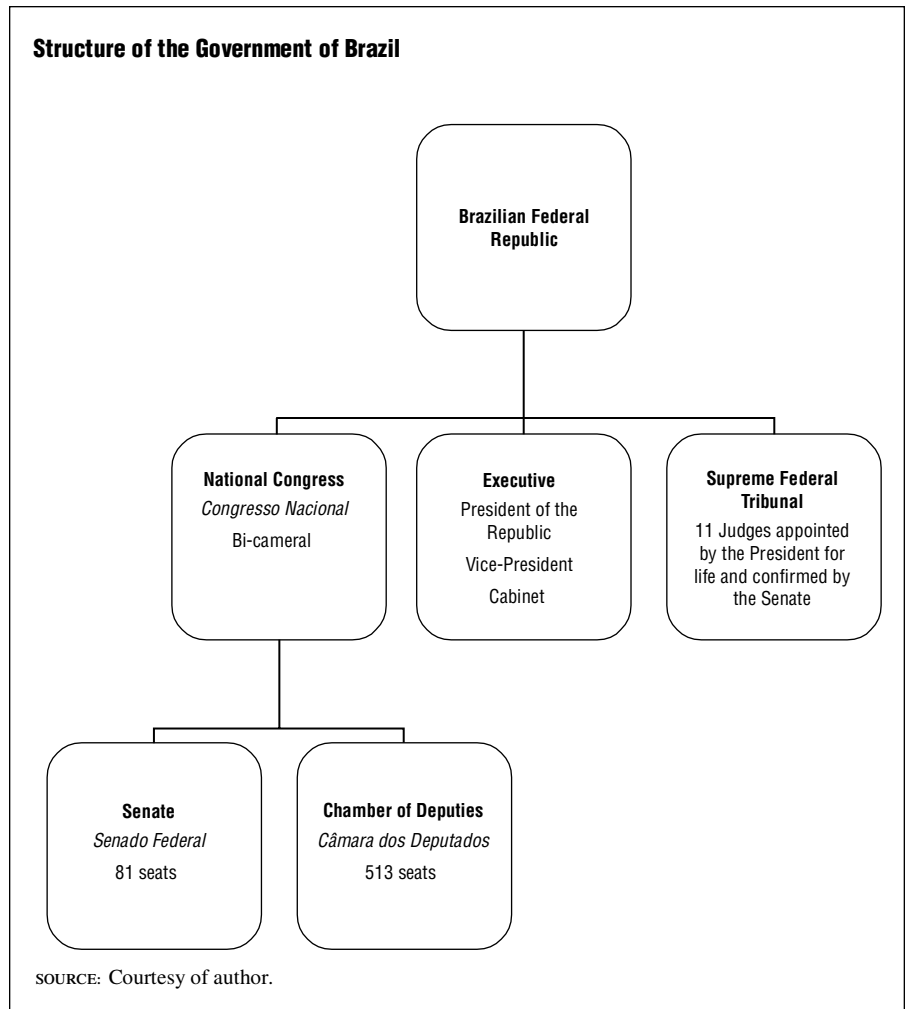 Structure of the Government of Brazil
Brazilian Federal
Republic
National Congress
Congresso Nacional
Bi-cameral
Executive
President of the
Republic
Vice-President
Cabinet
Supreme Federal
Tribunal
11 Judges appointed
by the President for
life and confirmed by
the Senate
Senate
Senado Federal
81 seats
Chamber of Deputies
Câmara dos Deputados
513 seats
SOURCE: Courtesy of author.